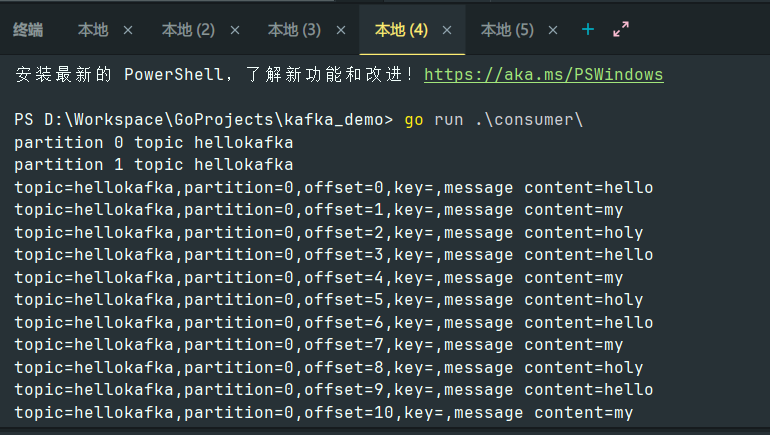 终端 本地 × 本地 (2) × 本地 (3) × 本地 (4) × 本地 (5) × +
安装最新的 PowerShell，了解新功能和改进！https://aka.ms/PSWindows
PS D:\Workspace\GoProjects\kafka_demo> go run .\consumer\
partition 0 topic hellokafka
partition 1 topic hellokafka
topic=hellokafka,partition=0,offset=0,key=,message content=hello
topic=hellokafka,partition=0,offset=1,key=,message content=my
topic=hellokafka,partition=0,offset=2,key=,message content=holy
topic=hellokafka,partition=0,offset=3,key=,message content=hello
topic=hellokafka,partition=0,offset=4,key=,message content=my
topic=hellokafka,partition=0,offset=5,key=,message content=holy
topic=hellokafka,partition=0,offset=6,key=,message content=hello
topic=hellokafka,partition=0,offset=7,key=,message content=my
topic=hellokafka,partition=0,offset=8,key=,message content=holy
topic=hellokafka,partition=0,offset=9,key=,message content=hello
topic=hellokafka,partition=0,offset=10,key=,message content=my